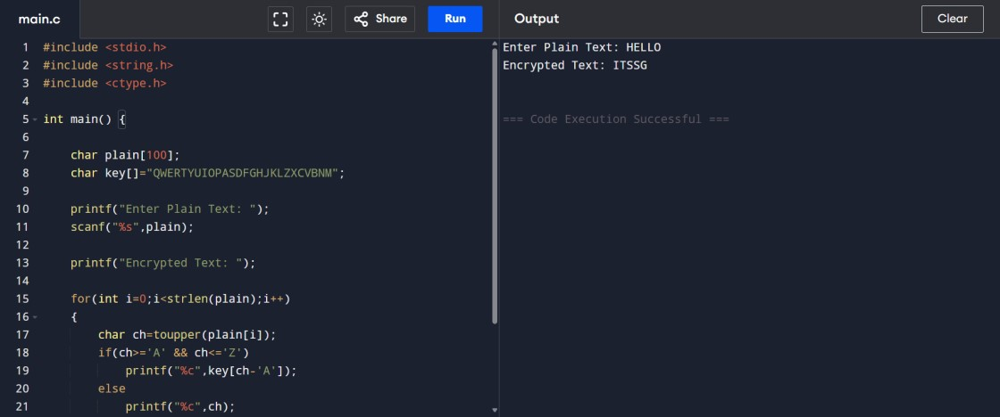 main.c
Share
Run
Output
Clear
1 #include <stdio.h>
2 #include <string.h>
3 #include <ctype.h>
4
5 int main() {
6
7     char plain[100];
8     char key[]="QWERTYUIOPASDFGHJKLZXCVBNM";
9
10     printf("Enter Plain Text: ");
11     scanf("%s",plain);
12
13     printf("Encrypted Text: ");
14
15     for(int i=0;i<strlen(plain);i++)
16     {
17         char ch=toupper(plain[i]);
18         if(ch>='A' && ch<='Z')
19             printf("%c",key[ch-'A']);
20         else
21             printf("%c",ch);
Enter Plain Text: HELLO
Encrypted Text: ITSSG
=== Code Execution Successful ===